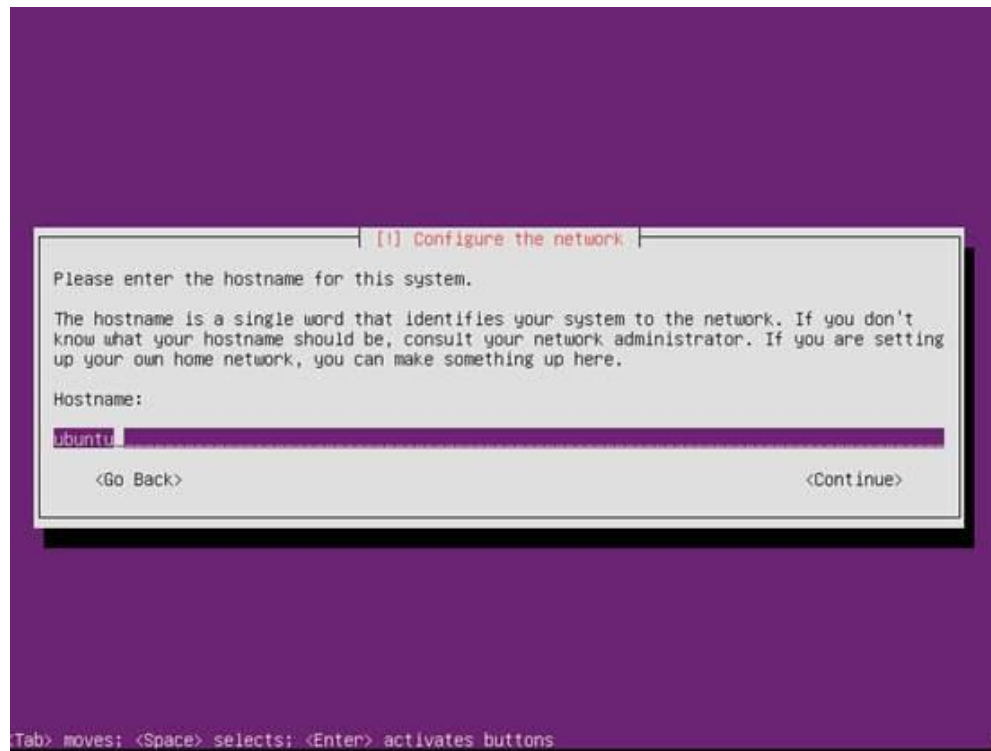 [!] Configure the network
Please enter the hostname for this system.
The hostname is a single word that identifies your system to the network. If you don't
know what your hostname should be, consult your network administrator. If you are setting
up your own home network, you can make something up here.
Hostname:
ubuntu
<Go Back> <Continue>
<Tab> moves; <Space> selects; <Enter> activates buttons